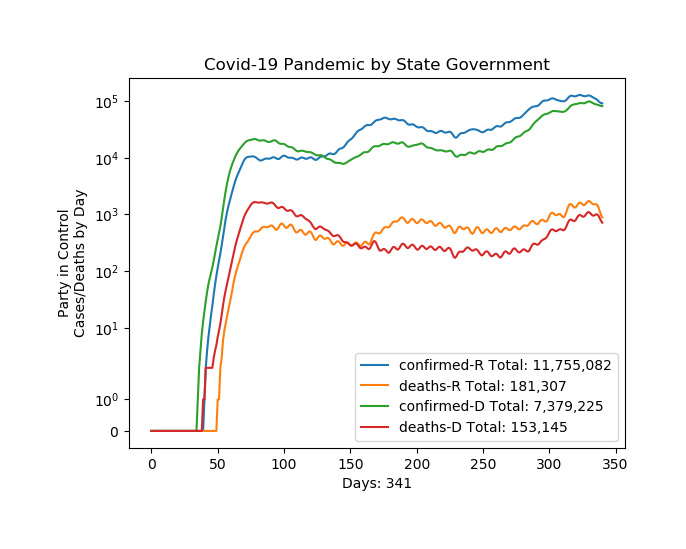 Covid-19 Pandemic by State Government
Party in Control
Cases/Deaths by Day
10^5
10^4
10^3
10^2
10^1
10^0
0
0 50 100 150 200 250 300 350
Days: 341
confirmed-R Total: 11,755,082
deaths-R Total: 181,307
confirmed-D Total: 7,379,225
deaths-D Total: 153,145